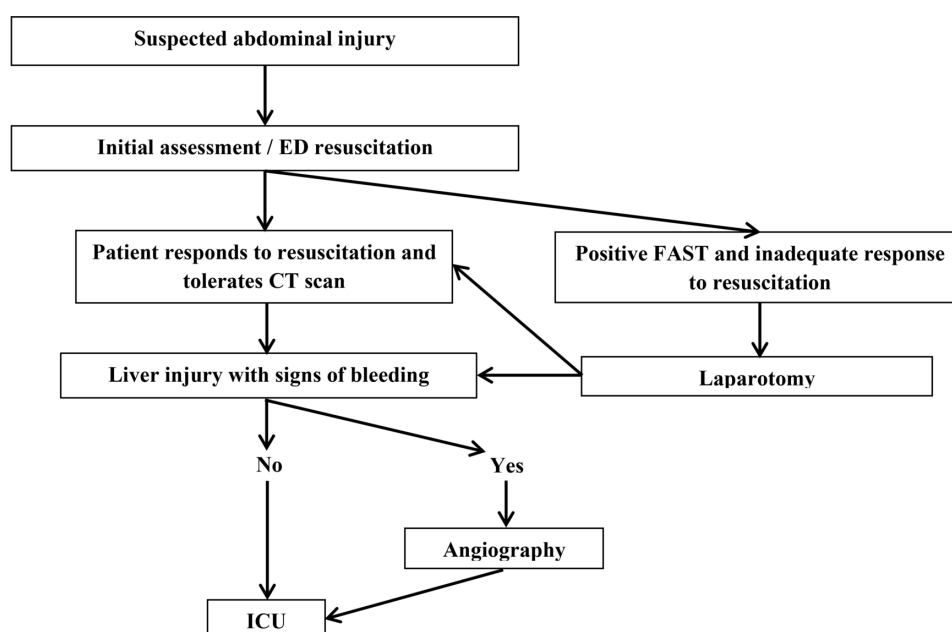 Suspected abdominal injury
Initial assessment / ED resuscitation
Patient responds to resuscitation and
tolerates CT scan
Positive FAST and inadequate response
to resuscitation
Liver injury with signs of bleeding
Laparotomy
No
Yes
Angiography
ICU